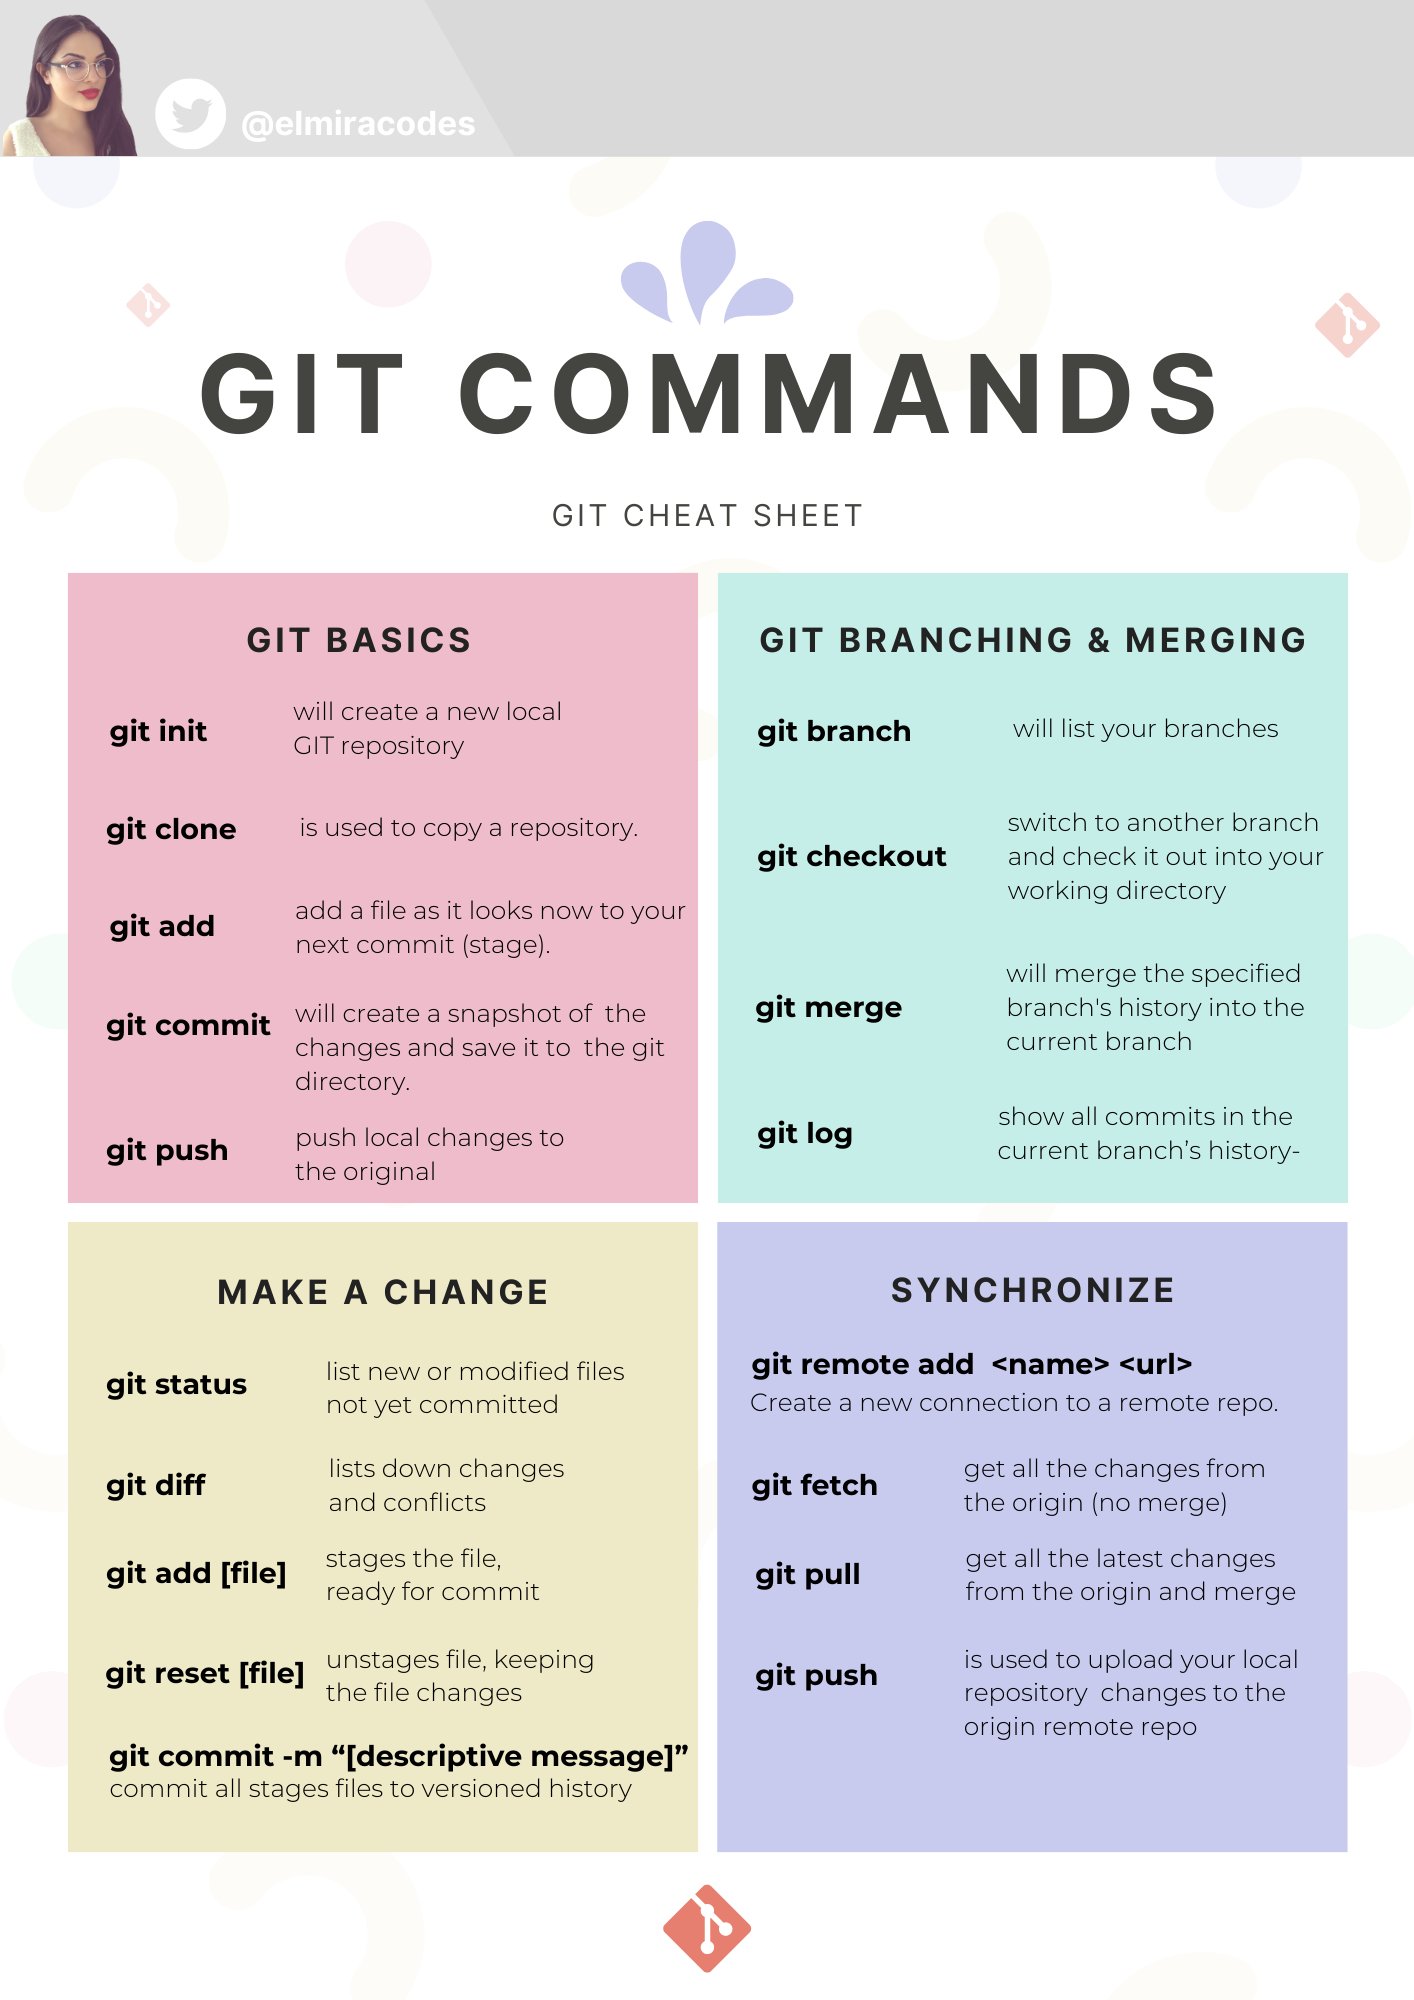 @elmiracodes
GIT COMMANDS
GIT CHEAT SHEET
GIT BASICS
git init
will create a new local
GIT repository
git clone
is used to copy a repository.
git add
add a file as it looks now to your
next commit (stage).
git commit
will create a snapshot of  the
changes and save it to  the git
directory.
git push
push local changes to
the original
GIT BRANCHING & MERGING
git branch
will list your branches
git checkout
switch to another branch
and check it out into your
working directory
git merge
will merge the specified
branch's history into the
current branch
git log
show all commits in the
current branch’s history-
MAKE A CHANGE
git status
list new or modified files
not yet committed
git diff
lists down changes
and conflicts
git add [file]
stages the file,
ready for commit
git reset [file]
unstages file, keeping
the file changes
git commit -m “[descriptive message]”
commit all stages files to versioned history
SYNCHRONIZE
git remote add  <name> <url>
Create a new connection to a remote repo.
git fetch
get all the changes from
the origin (no merge)
git pull
get all the latest changes
from the origin and merge
git push
is used to upload your local
repository  changes to the
origin remote repo